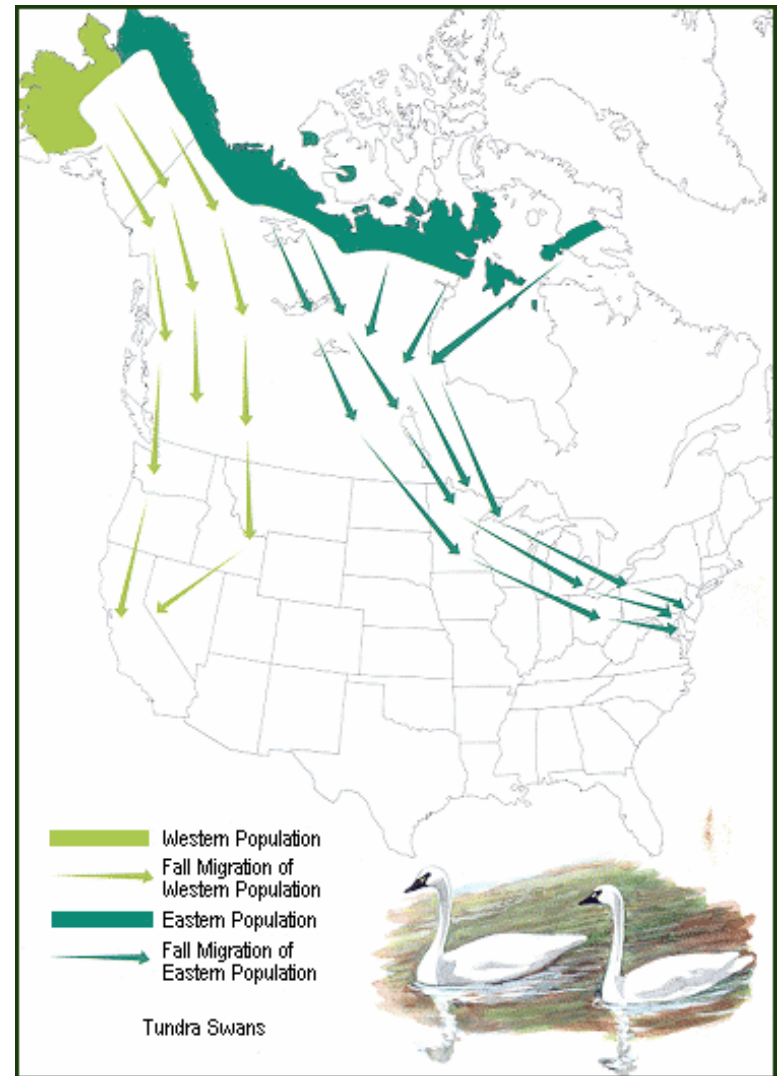 Western Population
Fall Migration of
Western Population
Eastern Population
Fall Migration of
Eastern Population
Tundra Swans